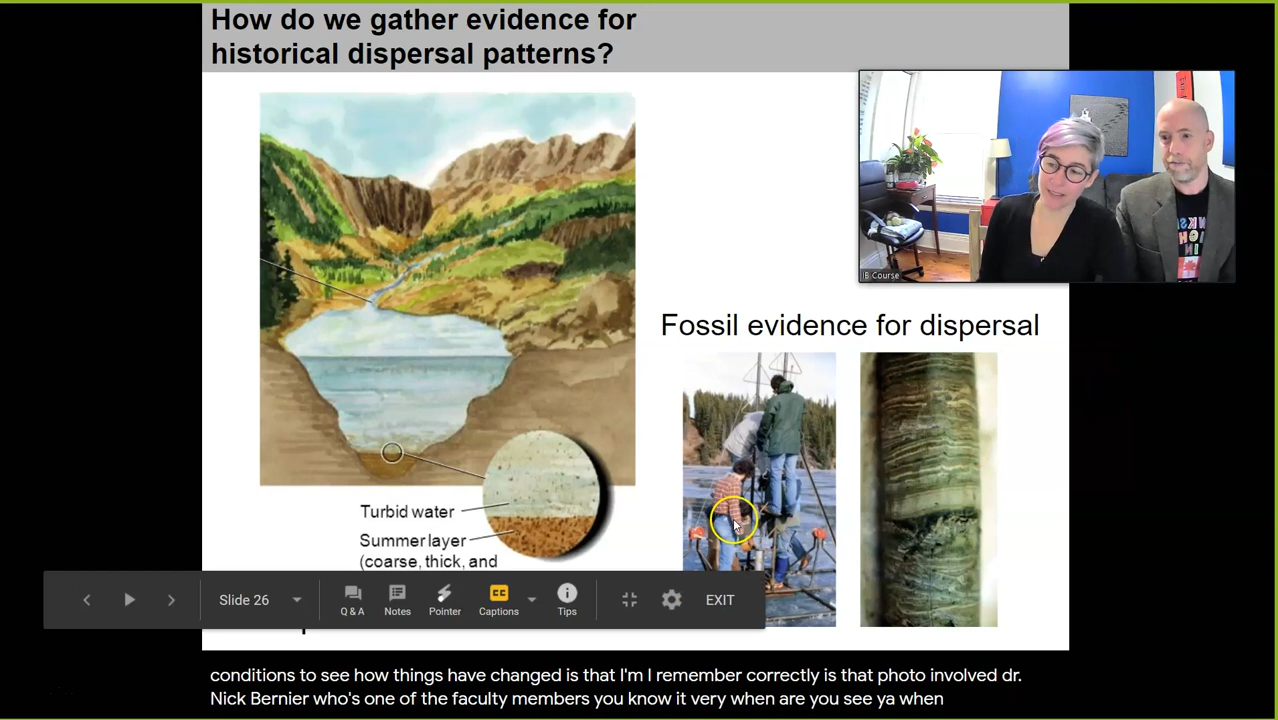 How do we gather evidence for
historical dispersal patterns?
IB Course
Fossil evidence for dispersal
Turbid water
Summer layer
(coarse, thick, and
Slide 26
Q & A
Notes
Pointer
Captions
Tips
EXIT
conditions to see how things have changed is that I'm I remember correctly is that photo involved dr.
Nick Bernier who's one of the faculty members you know it very when are you see ya when